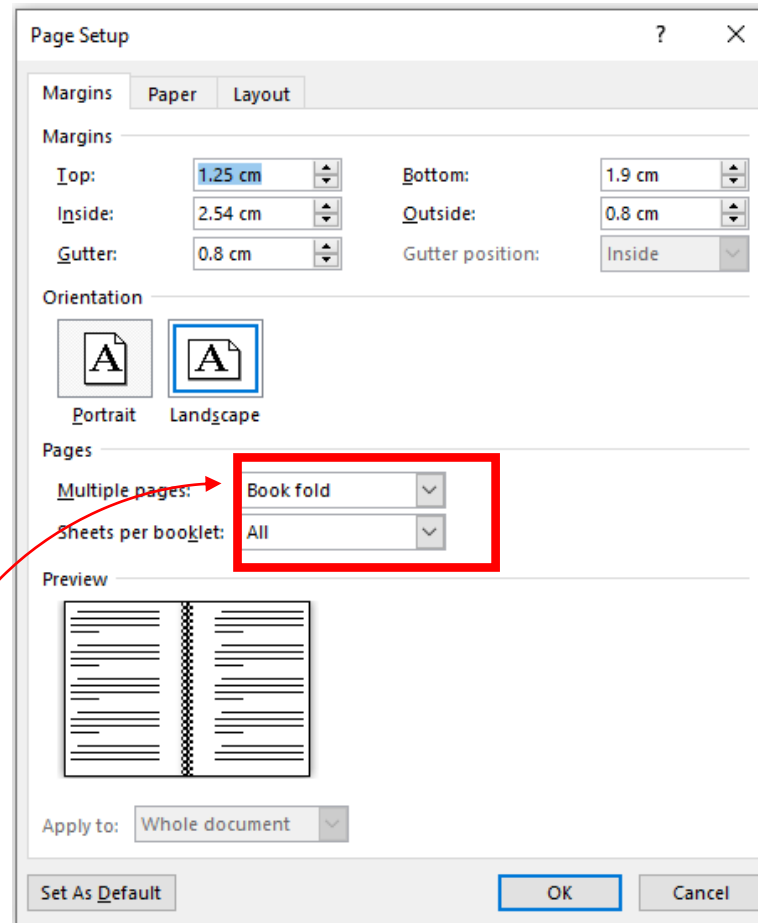 Page Setup ? ×
Margins Paper Layout
Margins
Top: 1.25 cm Bottom: 1.9 cm
Inside: 2.54 cm Outside: 0.8 cm
Gutter: 0.8 cm Gutter position: Inside
Orientation
A A
Portrait Landscape
Pages
Multiple pages: Book fold
Sheets per booklet: All
Preview
Apply to: Whole document
Set As Default OK Cancel